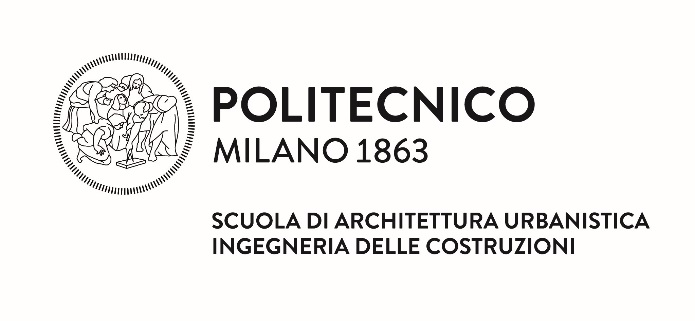 POLITECNICO
MILANO 1863
SCUOLA DI ARCHITETTURA URBANISTICA
INGEGNERIA DELLE COSTRUZIONI